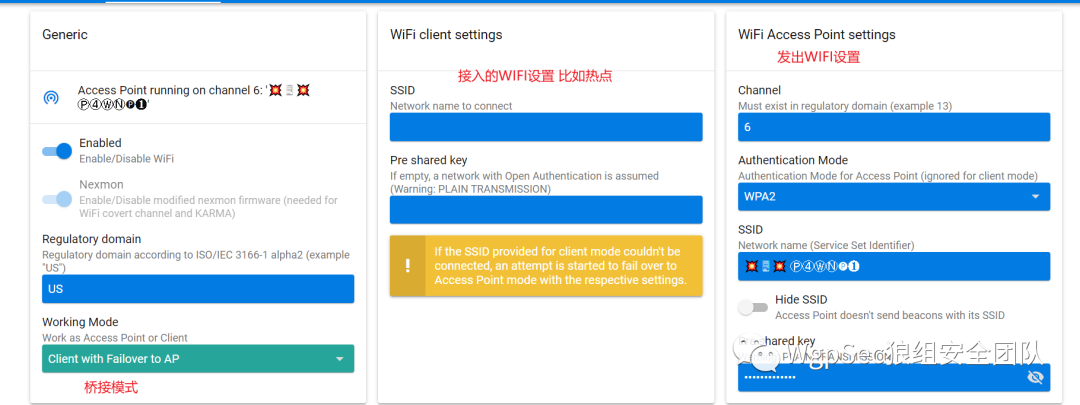 Generic
Access Point running on channel 6: '💥🖥💥
Ⓟ④ⓌⓃ🅟❶'
Enabled
Enable/Disable WiFi
Nexmon
Enable/Disable modified nexmon firmware (needed for
WiFi covert channel and KARMA)
Regulatory domain
Regulatory domain according to ISO/IEC 3166-1 alpha2 (example
"US")
US
Working Mode
Work as Access Point or Client
Client with Failover to AP
桥接模式
WiFi client settings
接入的WIFI设置 比如热点
SSID
Network name to connect
Pre shared key
If empty, a network with Open Authentication is assumed
(Warning: PLAIN TRANSMISSION)
!
If the SSID provided for client mode couldn't be
connected, an attempt is started to fail over to
Access Point mode with the respective settings.
WiFi Access Point settings
发出WIFI设置
Channel
Must exist in regulatory domain (example 13)
6
Authentication Mode
Authentication Mode for Access Point (ignored for client mode)
WPA2
SSID
Network name (Service Set Identifier)
💥🖥💥 Ⓟ④ⓌⓃ🅟❶
Hide SSID
Access Point doesn't send beacons with its SSID
shared key
WgpSec狼组安全团队
•••••••••••••